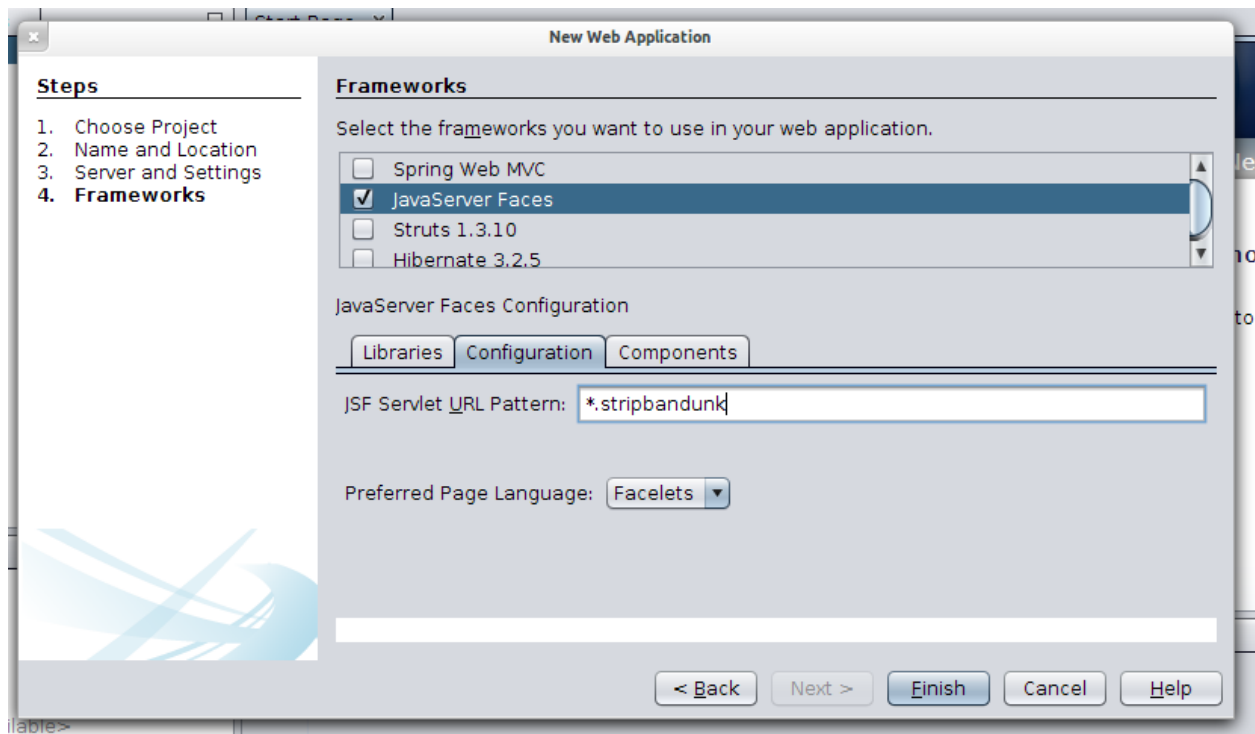 Start Page
New Web Application
Steps
1. Choose Project
2. Name and Location
3. Server and Settings
4. Frameworks
Frameworks
Select the frameworks you want to use in your web application.
Spring Web MVC
JavaServer Faces
Struts 1.3.10
Hibernate 3.2.5
JavaServer Faces Configuration
Libraries Configuration Components
JSF Servlet URL Pattern: *.stripbandunk
Preferred Page Language: Facelets
< Back Next > Finish Cancel Help